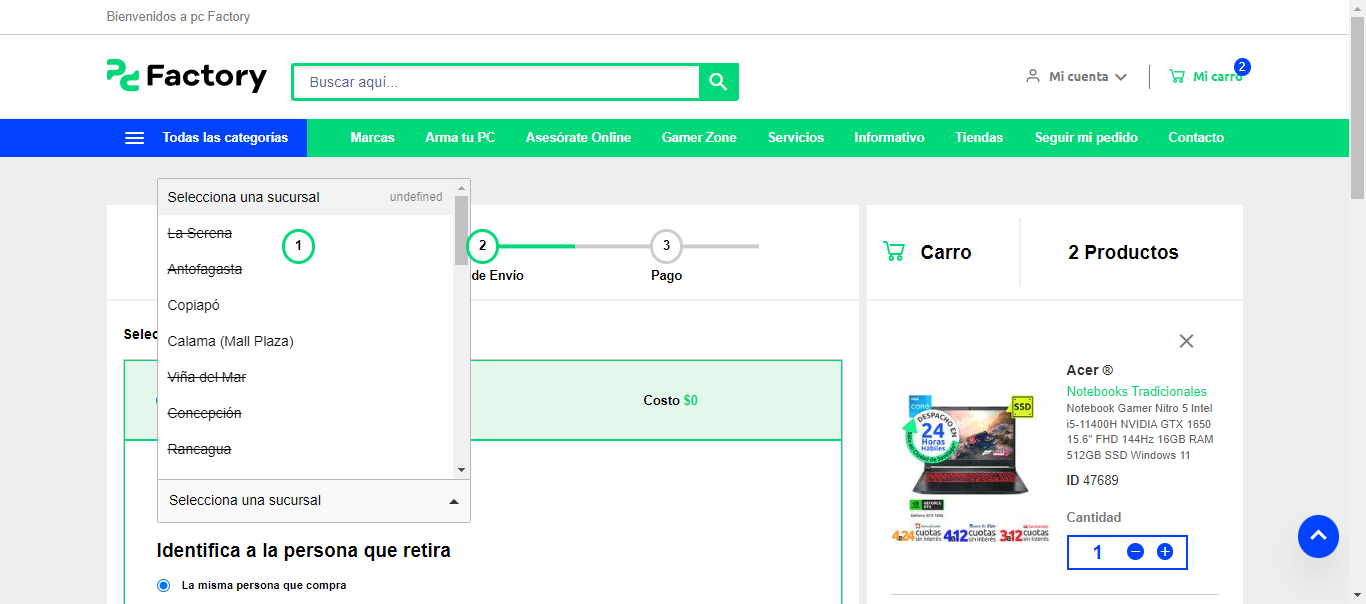 Bienvenidos a pc Factory
Factory
Buscar aquí...
Mi cuenta
Mi carro
2
Todas las categorías
Marcas
Arma tu PC
Asesórate Online
Gamer Zone
Servicios
Informativo
Tiendas
Seguir mi pedido
Contacto
Selecciona una sucursal
undefined
La Serena
Antofagasta
Copiapó
Calama (Mall Plaza)
Viña del Mar
Concepción
Rancagua
Selecciona una sucursal
1
2
3
de Envío
Pago
Selec
Costo $0
Identifica a la persona que retira
La misma persona que compra
Carro
2 Productos
Acer ®
Notebooks Tradicionales
Notebook Gamer Nitro 5 Intel
i5-11400H NVIDIA GTX 1650
15.6" FHD 144Hz 16GB RAM
512GB SSD Windows 11
ID 47689
Cantidad
1
CORE
SSD
DESPACHO EN
24
Horas
Hábiles
4a24 cuotas
sin interés
4a12 cuotas
sin interés
3a12 cuotas
sin interés